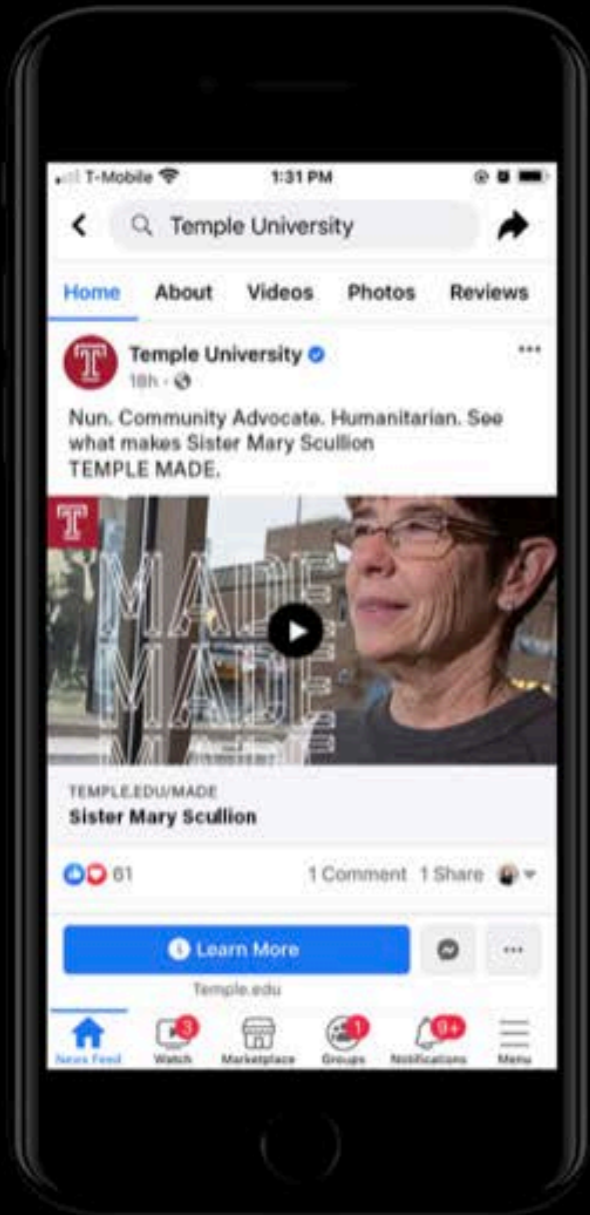 T-Mobile 1:31 PM
Temple University
Home About Videos Photos Reviews
T
Temple University
18h
Nun. Community Advocate. Humanitarian. See
what makes Sister Mary Scullion
TEMPLE MADE.
T
MADE
MADE
MADE
TEMPLE.EDU/MADE
Sister Mary Scullion
61 1 Comment 1 Share
Learn More
Temple.edu
3 1 9+
News Feed Watch Marketplace Groups Notifications Menu